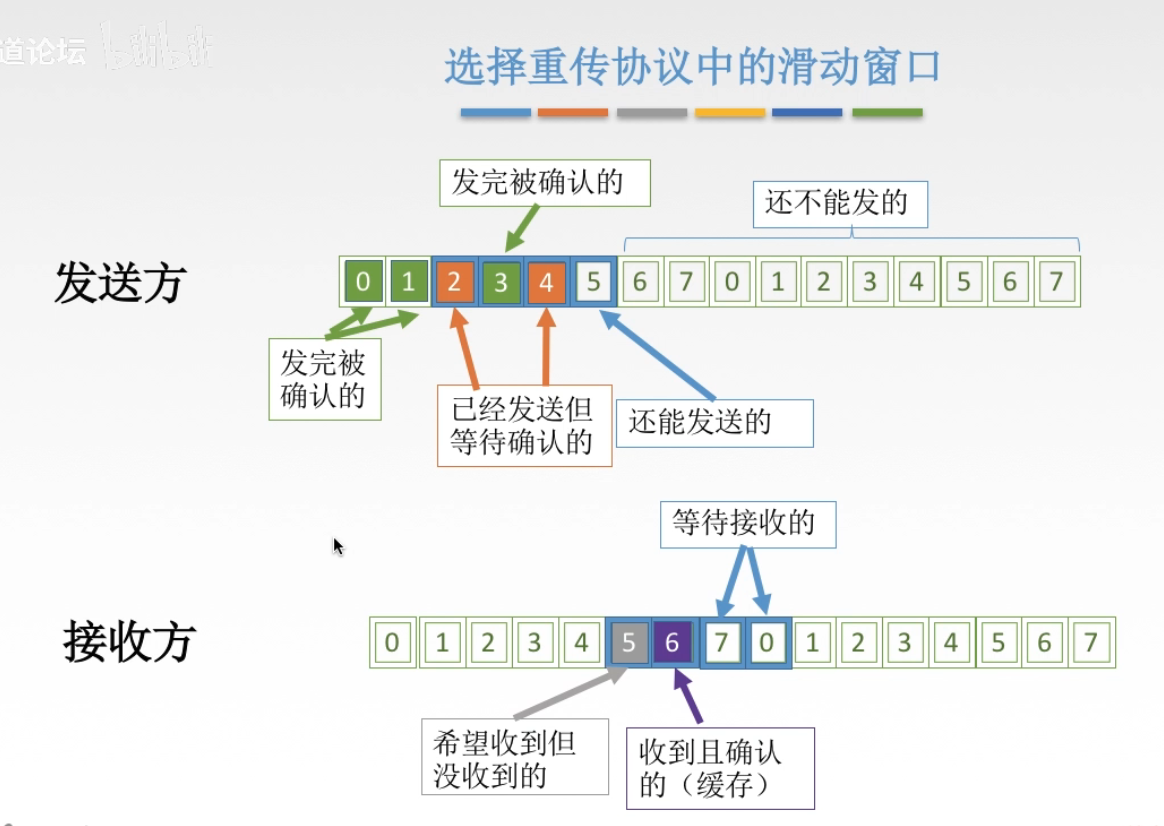 道论坛 bilibili
选择重传协议中的滑动窗口
发完被确认的
还不能发的
发送方
0 1 2 3 4 5 6 7 0 1 2 3 4 5 6 7
发完被
确认的
已经发送但
等待确认的
还能发送的
等待接收的
接收方
0 1 2 3 4 5 6 7 0 1 2 3 4 5 6 7
希望收到但
没收到的
收到且确认
的（缓存）